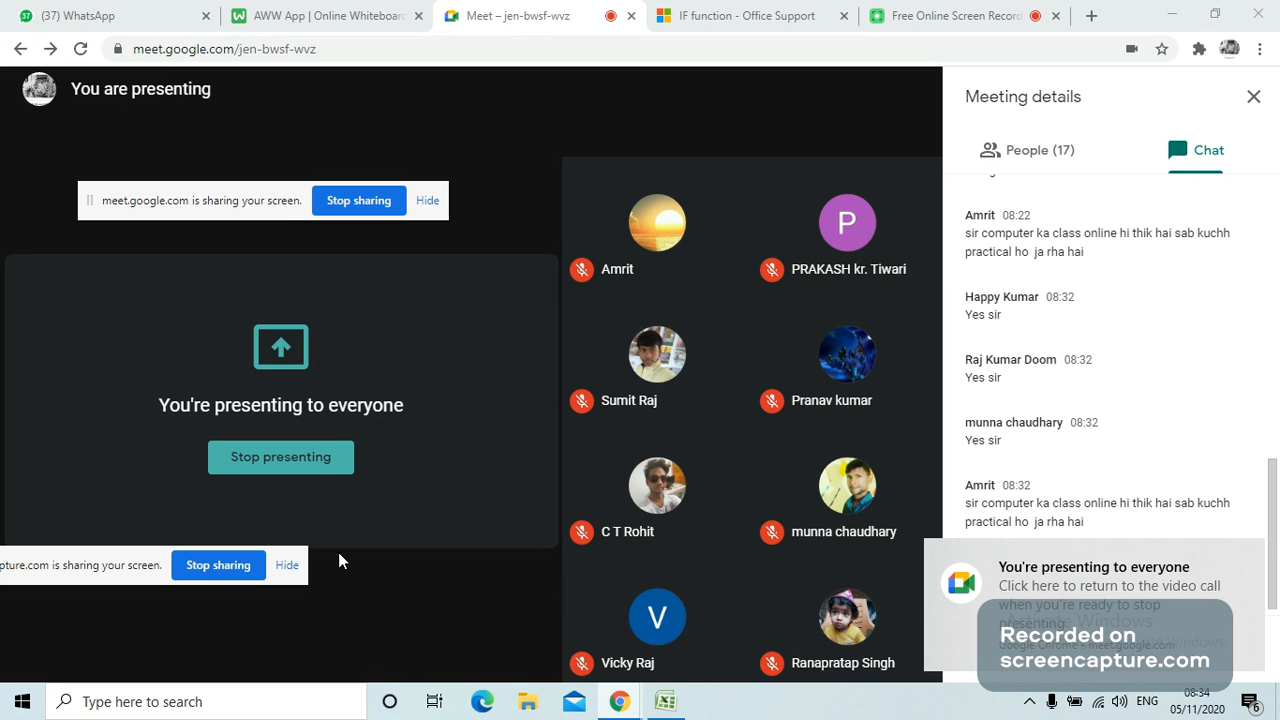 (37) WhatsApp
AWW App | Online Whiteboard
Meet – jen-bwsf-wvz
IF function - Office Support
Free Online Screen Record
meet.google.com/jen-bwsf-wvz
You are presenting
meet.google.com is sharing your screen.
Stop sharing
Hide
You're presenting to everyone
Stop presenting
pture.com is sharing your screen.
Stop sharing
Hide
Amrit
P
PRAKASH kr. Tiwari
Sumit Raj
Pranav kumar
C T Rohit
munna chaudhary
V
Vicky Raj
Ranapratap Singh
Meeting details
People (17)
Chat
Amrit 08:22
sir computer ka class online hi thik hai sab kuchh
practical ho ja rha hai
Happy Kumar 08:32
Yes sir
Raj Kumar Doom 08:32
Yes sir
munna chaudhary 08:32
Yes sir
Amrit 08:32
sir computer ka class online hi thik hai sab kuchh
practical ho ja rha hai
You're presenting to everyone
Click here to return to the video call
when you're ready to stop
presenting
Google Chrome - meet.google.com
Recorded on
screencapture.com
Type here to search
ENG
08:34
05/11/2020
6